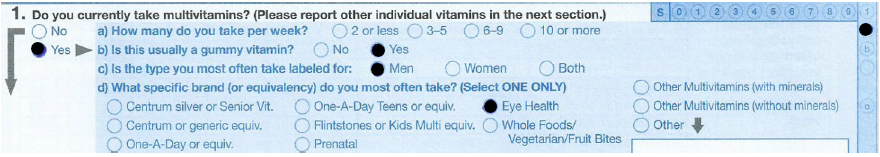 1. Do you currently take multivitamins? (Please report other individual vitamins in the next section.) S 0 1 2 3 4 5 6 7 8 9 1
No a) How many do you take per week? 2 or less 3–5 6–9 10 or more
Yes b) Is this usually a gummy vitamin? No Yes b
c) Is the type you most often take labeled for: Men Women Both
d) What specific brand (or equivalency) do you most often take? (Select ONE ONLY) Other Multivitamins (with minerals)
Centrum silver or Senior Vit. One-A-Day Teens or equiv. Eye Health Other Multivitamins (without minerals)
Centrum or generic equiv. Flintstones or Kids Multi equiv. Whole Foods/ Other
One-A-Day or equiv. Prenatal Vegetarian/Fruit Bites